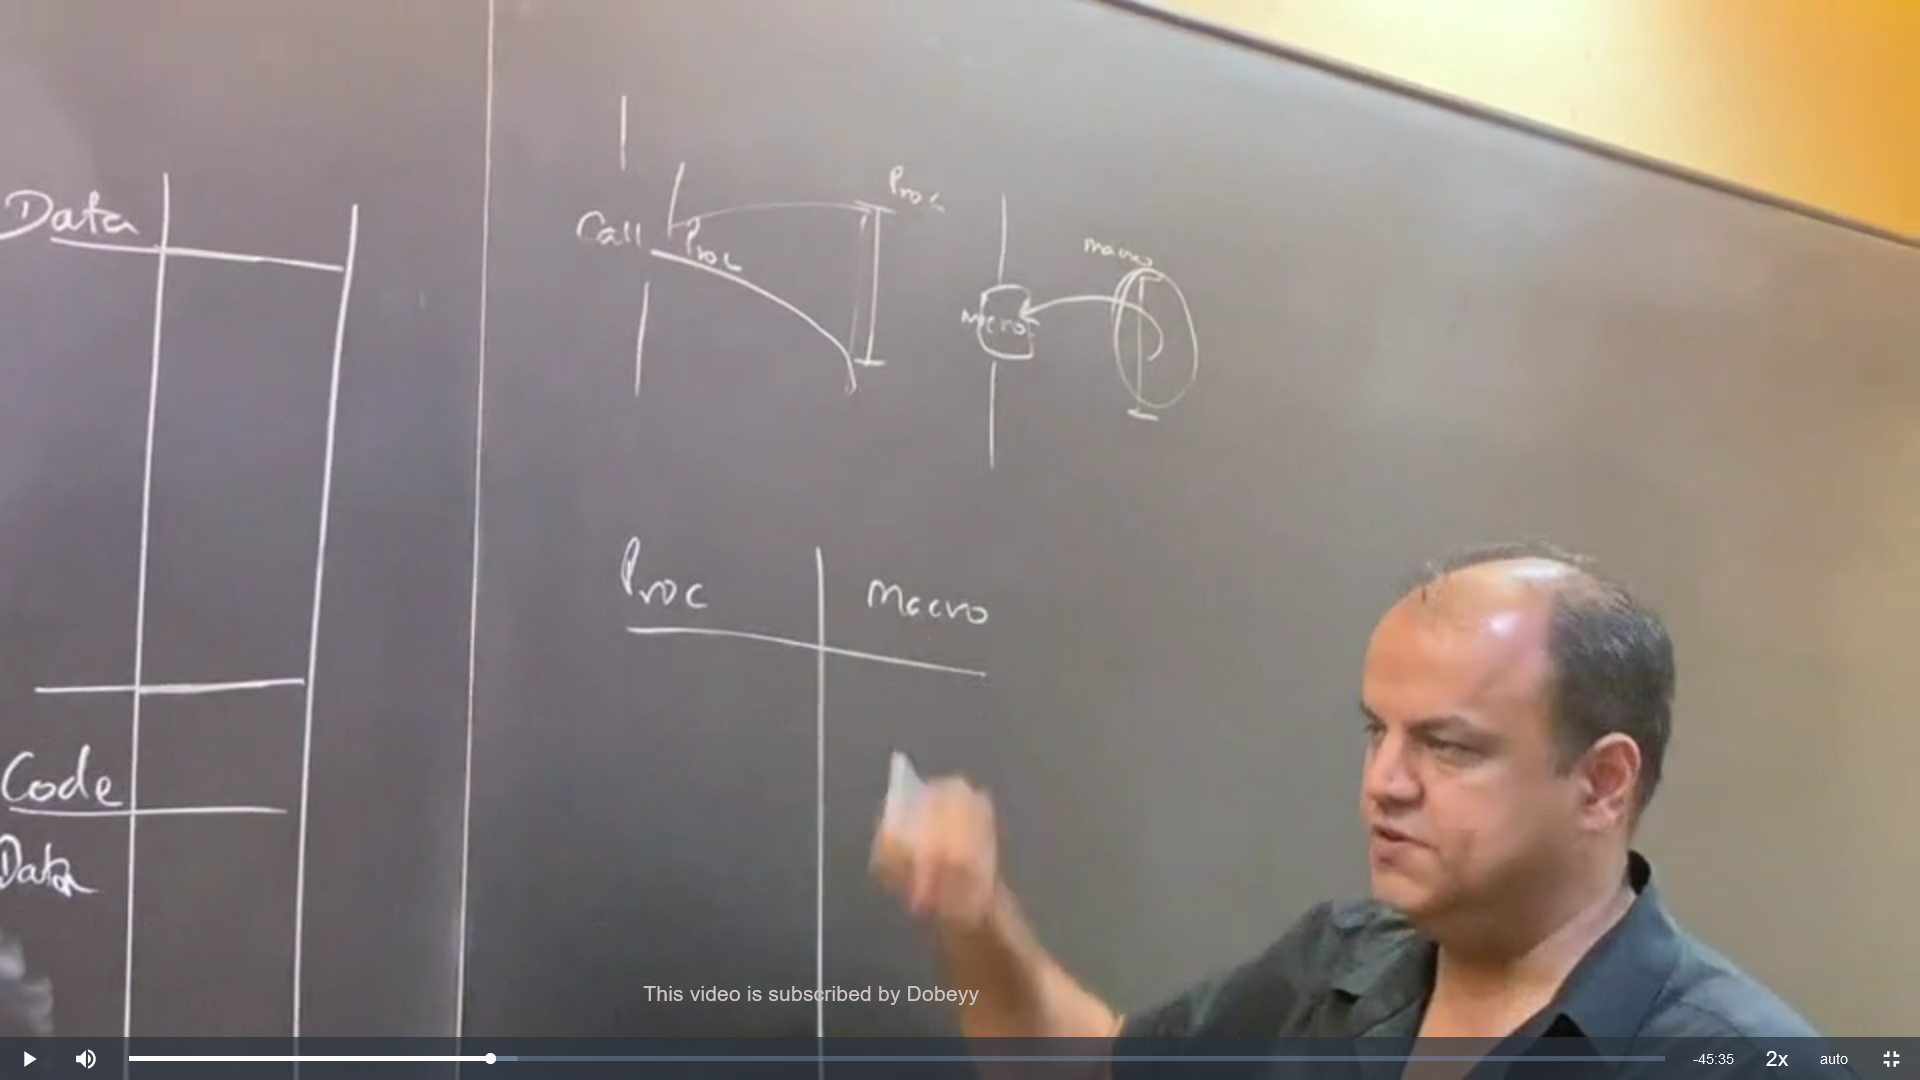 Data
Code
Data
Proc
Call Proc
macro
macro
Proc macro
This video is subscribed by Dobeyy
-45:35 2x auto